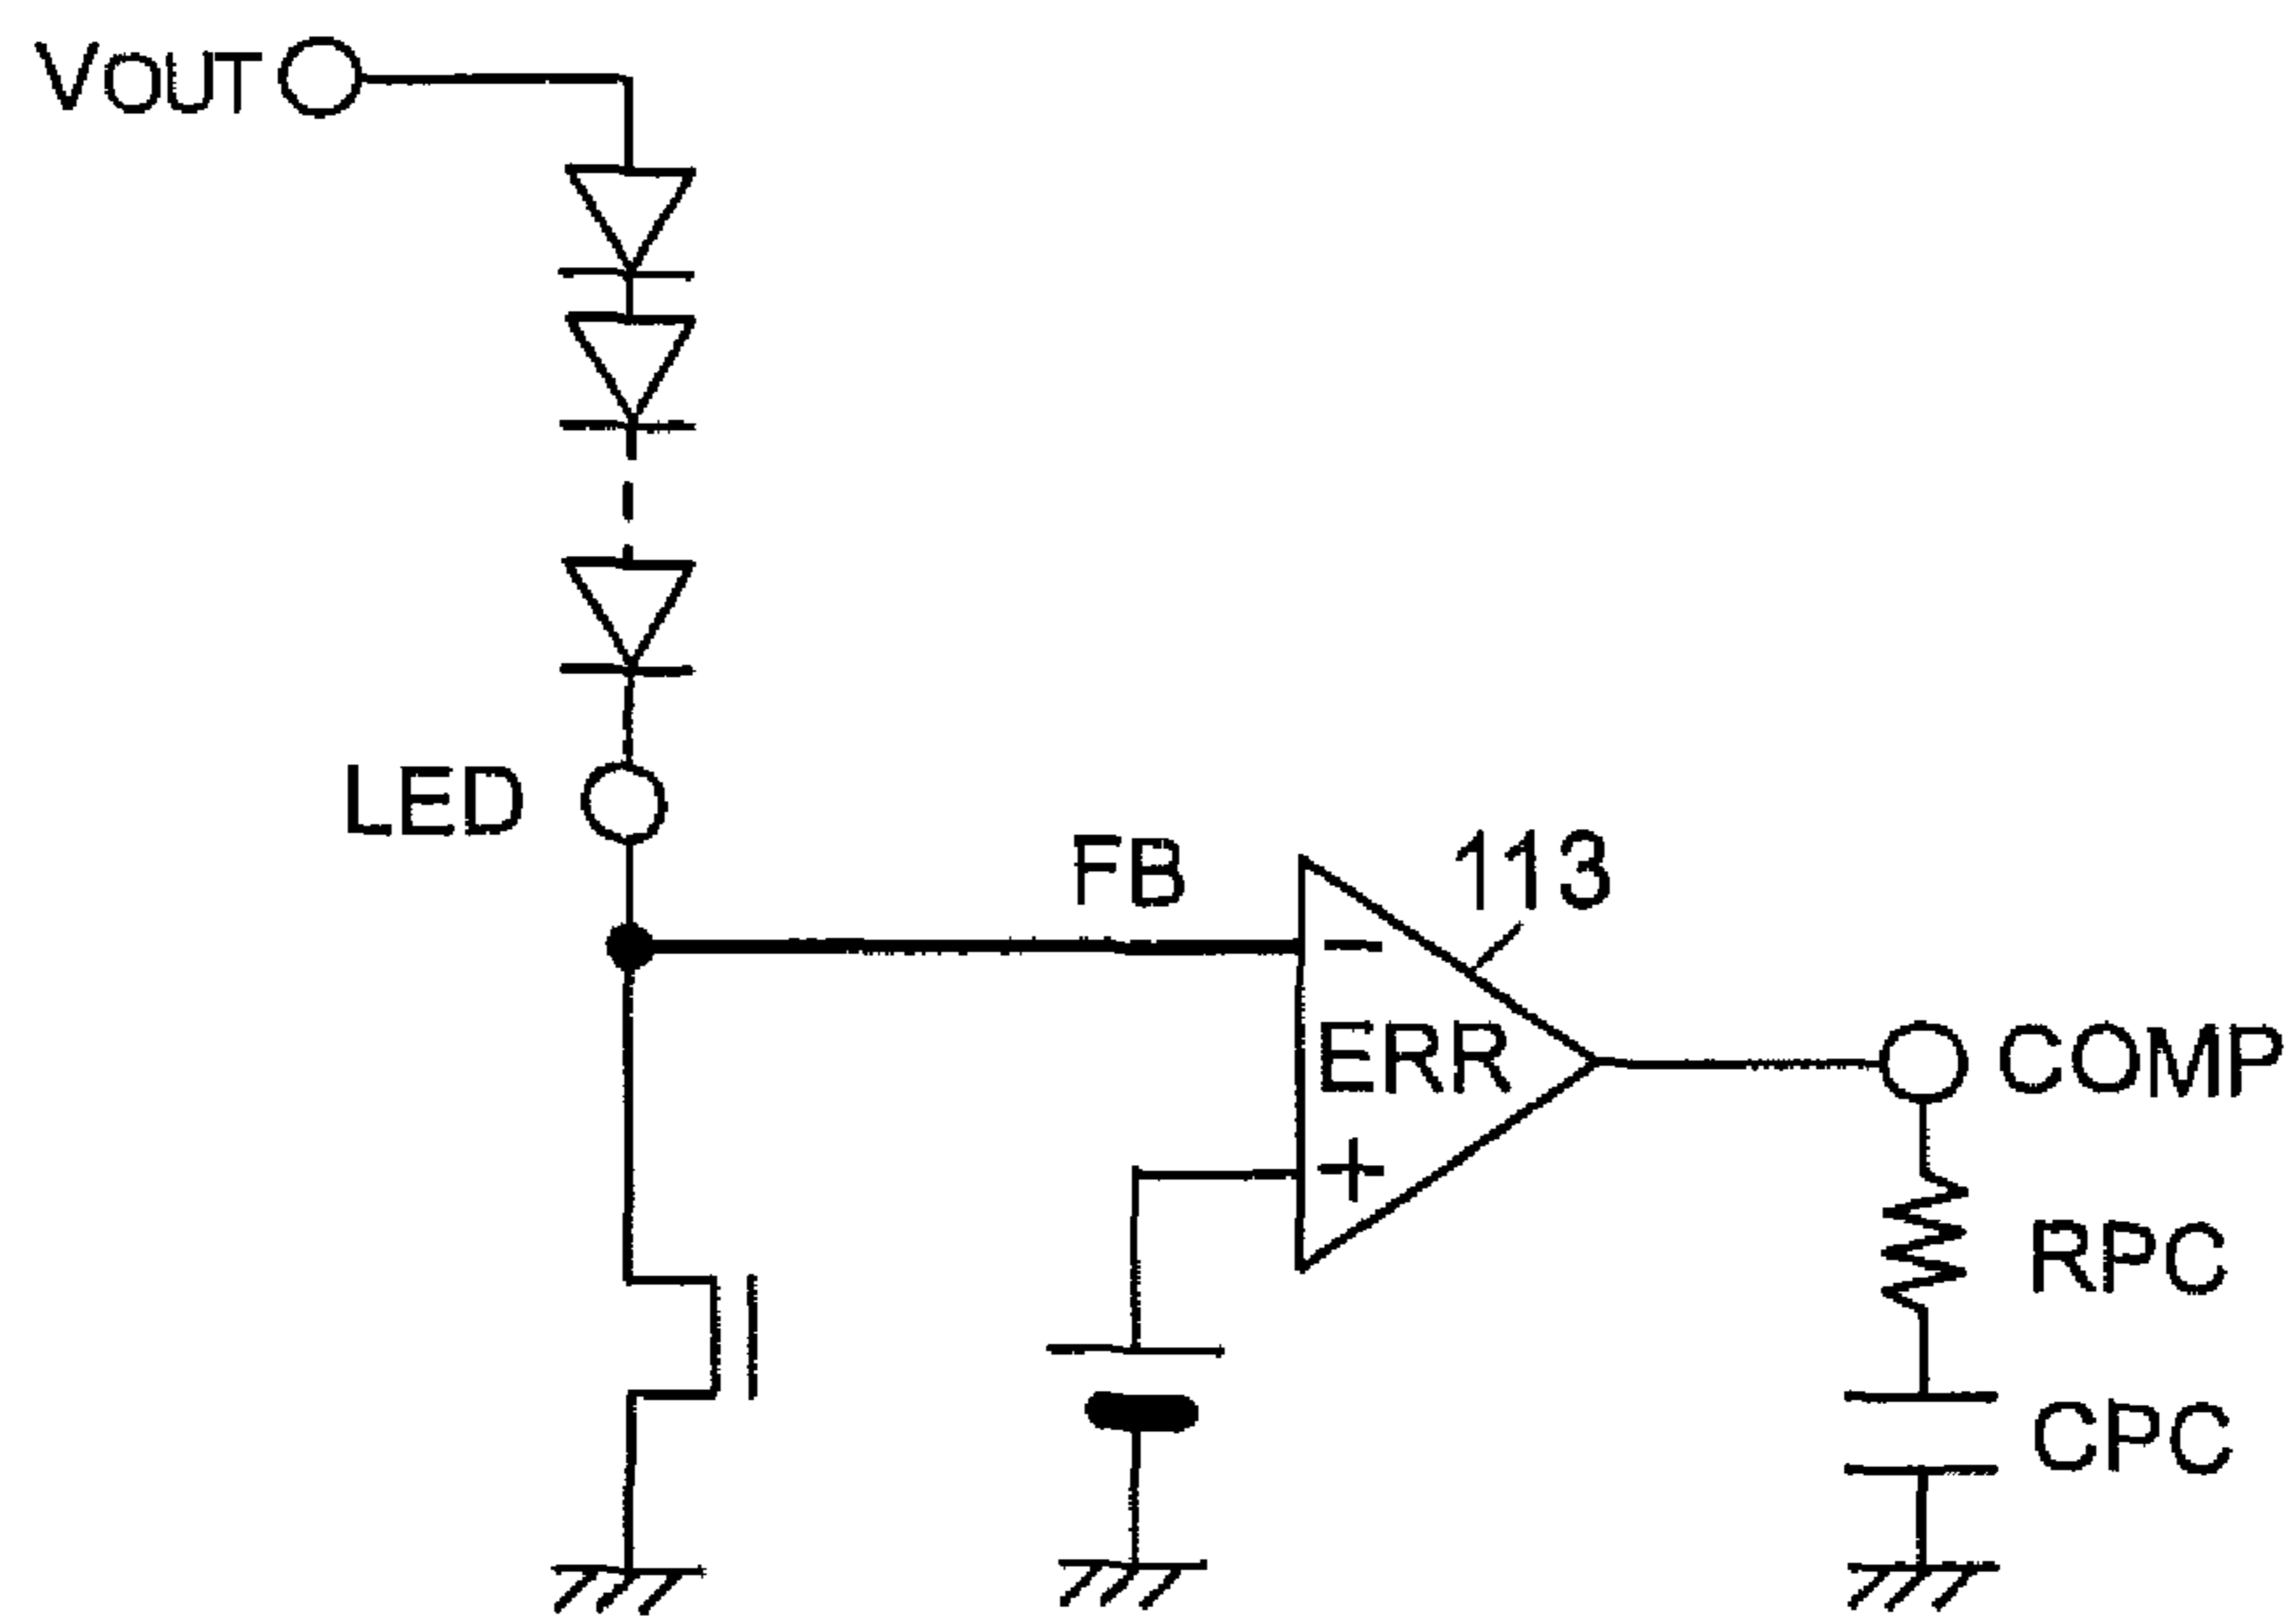 VOUT
LED
FB
113
−
ERR
+
COMP
RPC
CPC